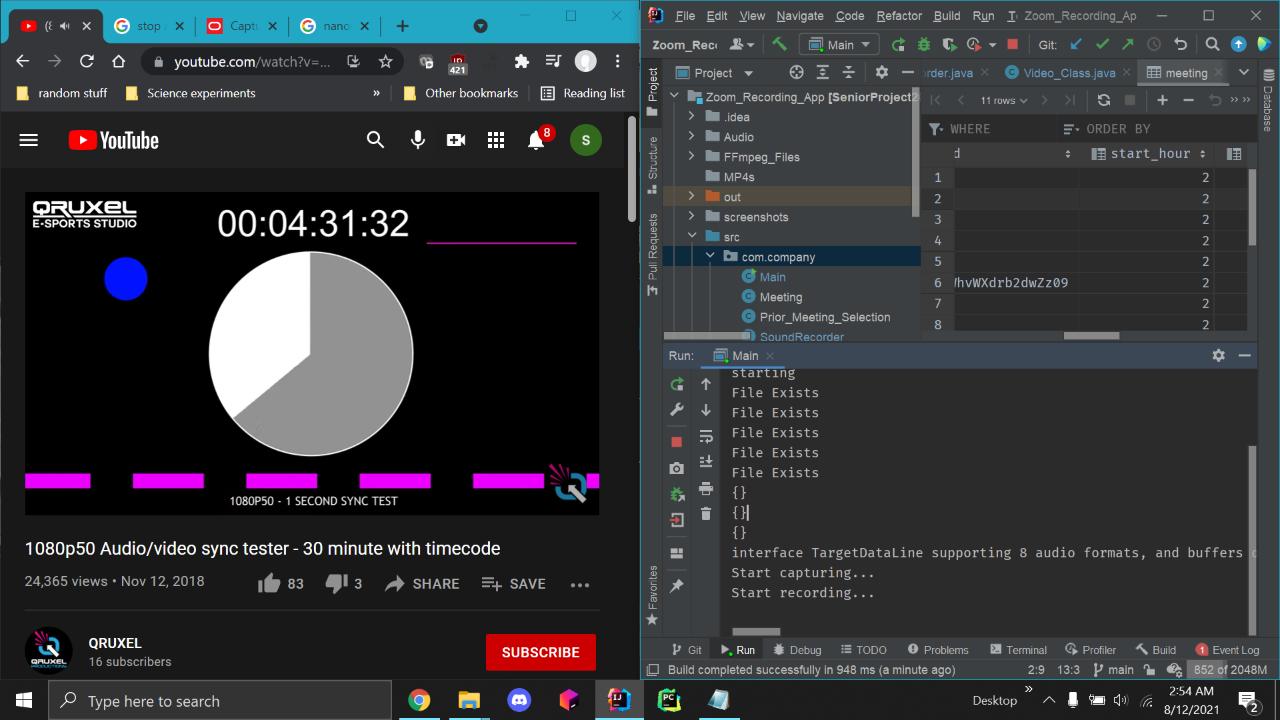 stop
Capt
nano
youtube.com/watch?v=...
421
random stuff
Science experiments
»
Other bookmarks
Reading list
YouTube
8
S
QRUXEL
E-SPORTS STUDIO
00:04:31:32
1080P50 - 1 SECOND SYNC TEST
1080p50 Audio/video sync tester - 30 minute with timecode
24,365 views • Nov 12, 2018
83
3
SHARE
SAVE
QRUXEL
PRODUCTIONS
QRUXEL
16 subscribers
SUBSCRIBE
File Edit View Navigate Code Refactor Build Run T Zoom_Recording_Ap
Zoom_Reco
Main
Git:
Project
rder.java
Video_Class.java
meeting
Project
Structure
Pull Requests
Favorites
Database
Zoom_Recording_App [SeniorProject2
.idea
Audio
FFmpeg_Files
MP4s
out
screenshots
src
com.company
Main
Meeting
Prior_Meeting_Selection
SoundRecorder
11 rows
WHERE
ORDER BY
d
start_hour
1 2
2 2
3 2
4 2
5 2
6 WhvWXdrb2dwZz09 2
7 2
8 2
Run: Main
starting
File Exists
File Exists
File Exists
File Exists
File Exists
{}
{}
{}
interface TargetDataLine supporting 8 audio formats, and buffers o
Start capturing...
Start recording...
Git Run Debug TODO Problems Terminal Profiler Build 1 Event Log
Build completed successfully in 948 ms (a minute ago) 2:9 13:3 main 852 of 2048M
Type here to search
Desktop
»
2:54 AM
8/12/2021
2